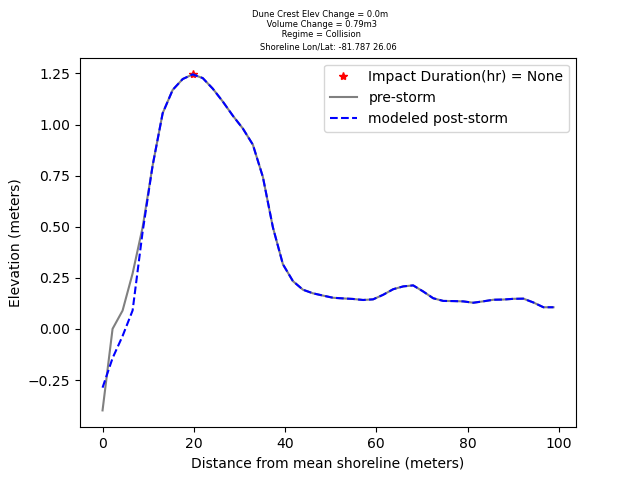 Dune Crest Elev Change = 0.0m
Volume Change = 0.79m3
Regime = Collision
Shoreline Lon/Lat: -81.787 26.06
Impact Duration(hr) = None
pre-storm
modeled post-storm
1.25
1.00
0.75
0.50
0.25
0.00
−0.25
Elevation (meters)
0 20 40 60 80 100
Distance from mean shoreline (meters)